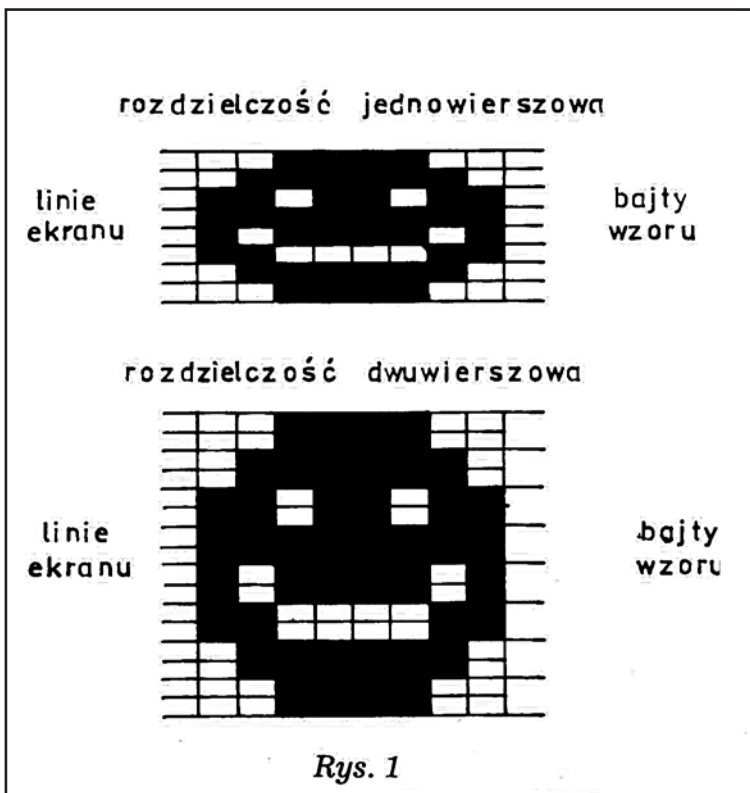 rozdzielczość jednowierszowa
linie
ekranu
bajty
wzoru
rozdzielczość dwuwierszowa
linie
ekranu
bajty
wzoru
Rys. 1